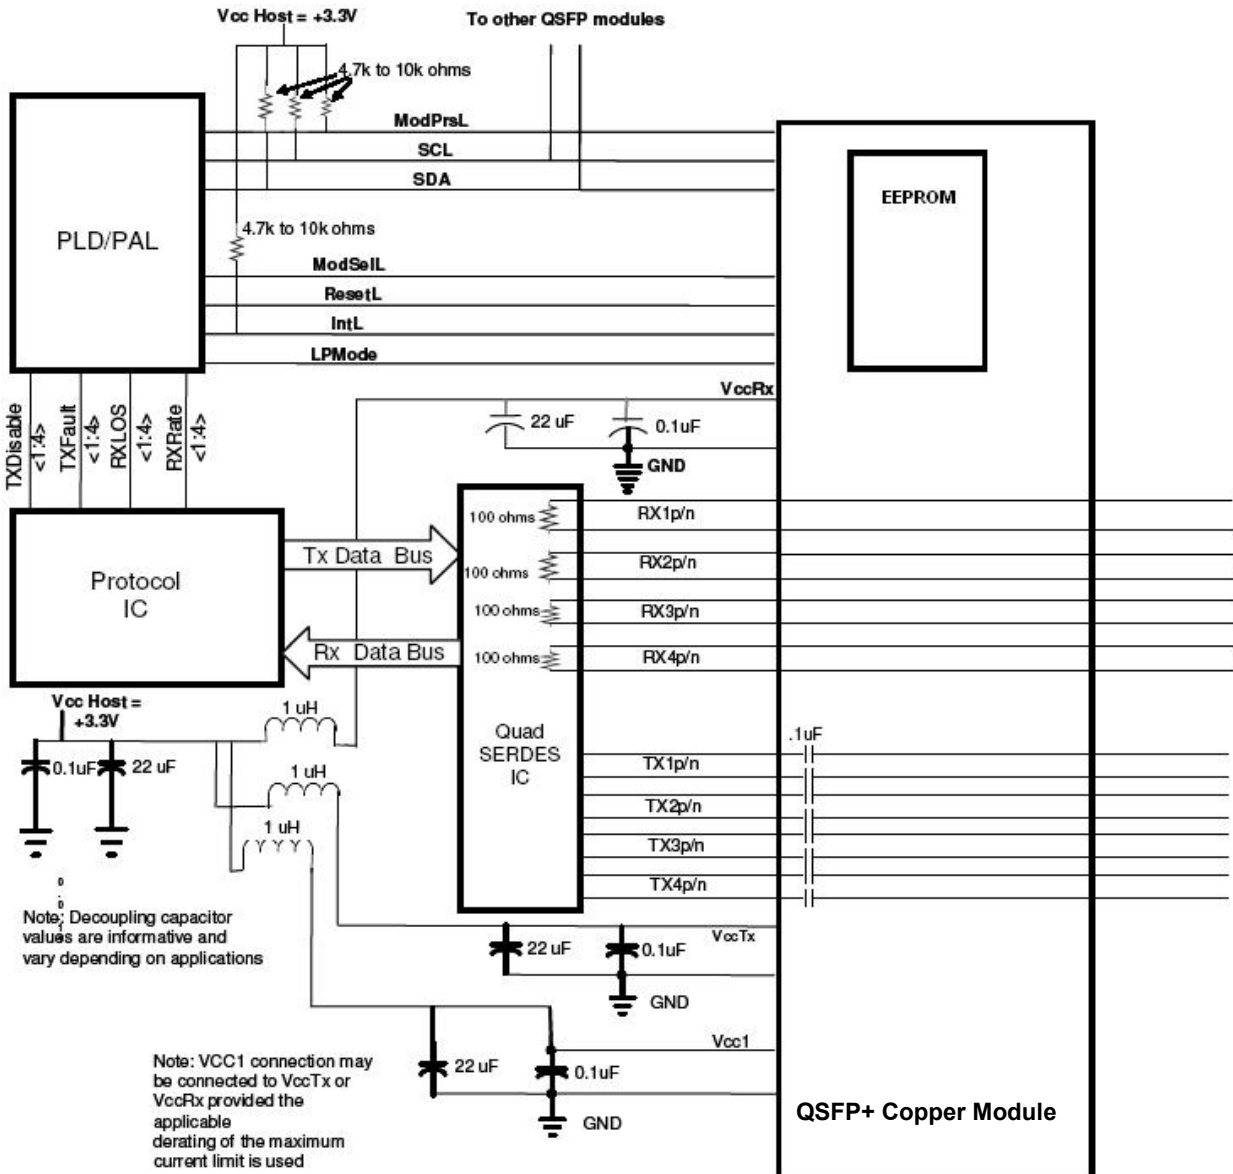 Vcc Host = +3.3V
To other QSFP modules
4.7k to 10k ohms
ModPrsL
SCL
SDA
EEPROM
PLD/PAL
4.7k to 10k ohms
ModSelL
ResetL
IntL
LPMode
VccRx
TXDisable
<1:4>
TXFault
<1:4>
RXLOS
<1:4>
RXRate
<1:4>
22 uF
0.1uF
GND
100 ohms
RX1p/n
Tx Data Bus
100 ohms
RX2p/n
Protocol
IC
100 ohms
RX3p/n
Rx Data Bus
100 ohms
RX4p/n
Vcc Host =
+3.3V
1 uH
Quad
SERDES
IC
.1uF
0.1uF
22 uF
1 uH
TX1p/n
TX2p/n
1 uH
TX3p/n
TX4p/n
Note: Decoupling capacitor
values are informative and
vary depending on applications
VccTx
22 uF
0.1uF
GND
Vcc1
Note: VCC1 connection may
be connected to VccTx or
VccRx provided the
applicable
derating of the maximum
current limit is used
22 uF
0.1uF
GND
QSFP+ Copper Module